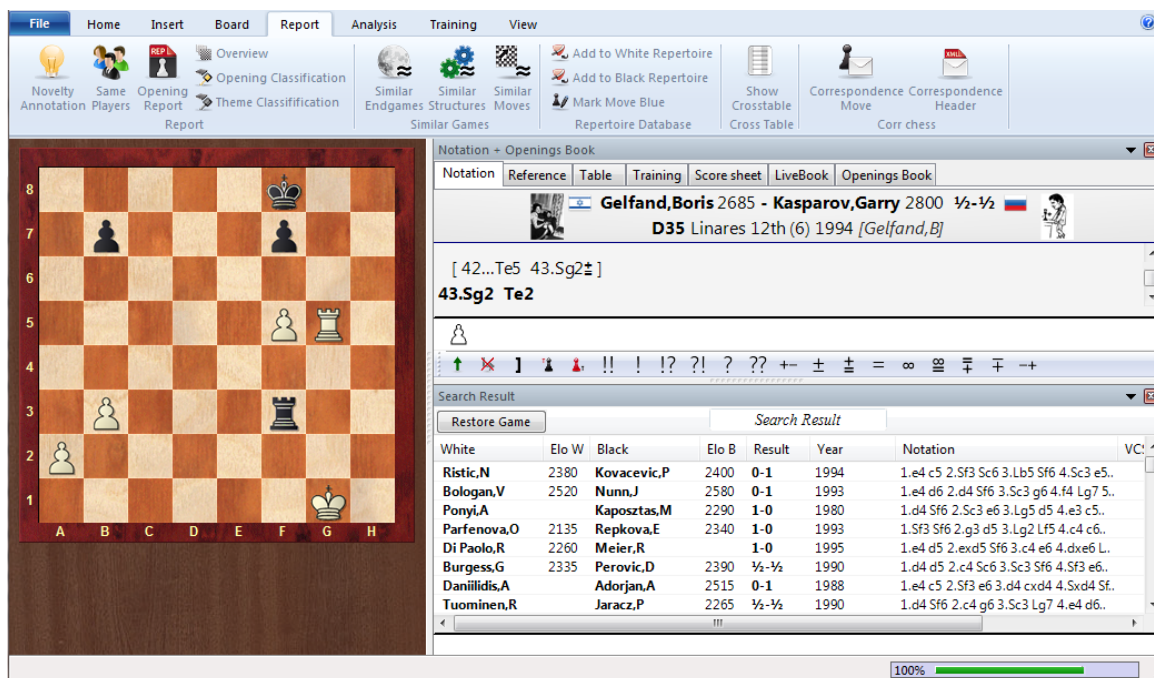 File Home Insert Board Report Analysis Training View
Novelty Annotation
Same Players
REP
Opening Report
Overview
Opening Classification
Theme Classifification
Report
Similar Endgames
Similar Structures
Similar Moves
Similar Games
Add to White Repertoire
Add to Black Repertoire
Mark Move Blue
Repertoire Database
Show Crosstable
Cross Table
Correspondence Move
XML
Correspondence Header
Corr chess
8
7
6
5
4
3
2
1
A B C D E F G H
Notation + Openings Book
Notation Reference Table Training Score sheet LiveBook Openings Book
Gelfand,Boris 2685 - Kasparov,Garry 2800 ½-½
D35 Linares 12th (6) 1994 [Gelfand,B]
[ 42...Te5 43.Sg2± ]
43.Sg2 Te2
] !! ! !? ?! ? ?? +− ± ⩲ = ∞ ⩱ ∓ −+
Search Result
Restore Game Search Result
White Elo W Black Elo B Result Year Notation VCS
Ristic,N 2380 Kovacevic,P 2400 0-1 1994 1.e4 c5 2.Sf3 Sc6 3.Lb5 Sf6 4.Sc3 e5..
Bologan,V 2520 Nunn,J 2580 0-1 1993 1.e4 d6 2.d4 Sf6 3.Sc3 g6 4.f4 Lg7 5..
Ponyi,A Kaposztas,M 2290 1-0 1980 1.d4 Sf6 2.Sc3 e6 3.Lg5 d5 4.e3 c5..
Parfenova,O 2135 Repkova,E 2340 1-0 1993 1.Sf3 Sf6 2.g3 d5 3.Lg2 Lf5 4.c4 c6..
Di Paolo,R 2260 Meier,R 1-0 1995 1.e4 d5 2.exd5 Sf6 3.c4 e6 4.dxe6 L..
Burgess,G 2335 Perovic,D 2390 ½-½ 1990 1.d4 d5 2.c4 Sc6 3.Sc3 Sf6 4.Sf3 e6..
Daniilidis,A Adorjan,A 2515 0-1 1988 1.e4 c5 2.Sf3 e6 3.d4 cxd4 4.Sxd4 Sf..
Tuominen,R Jaracz,P 2265 ½-½ 1990 1.d4 Sf6 2.c4 g6 3.Sc3 Lg7 4.e4 d6..
100%